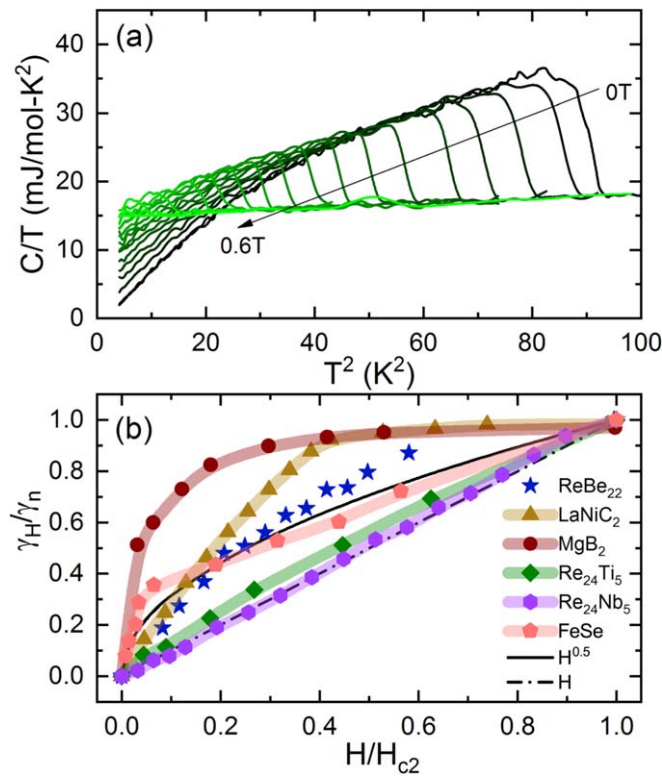 (a)
40
30
20
10
0
C/T (mJ/mol-K²)
0T
0.6T
0 20 40 60 80 100
T² (K²)
(b)
1.0
0.8
0.6
0.4
0.2
0.0
γH/γn
ReBe₂₂
LaNiC₂
MgB₂
Re₂₄Ti₅
Re₂₄Nb₅
FeSe
H⁰·⁵
H
0.0 0.2 0.4 0.6 0.8 1.0
H/Hc2